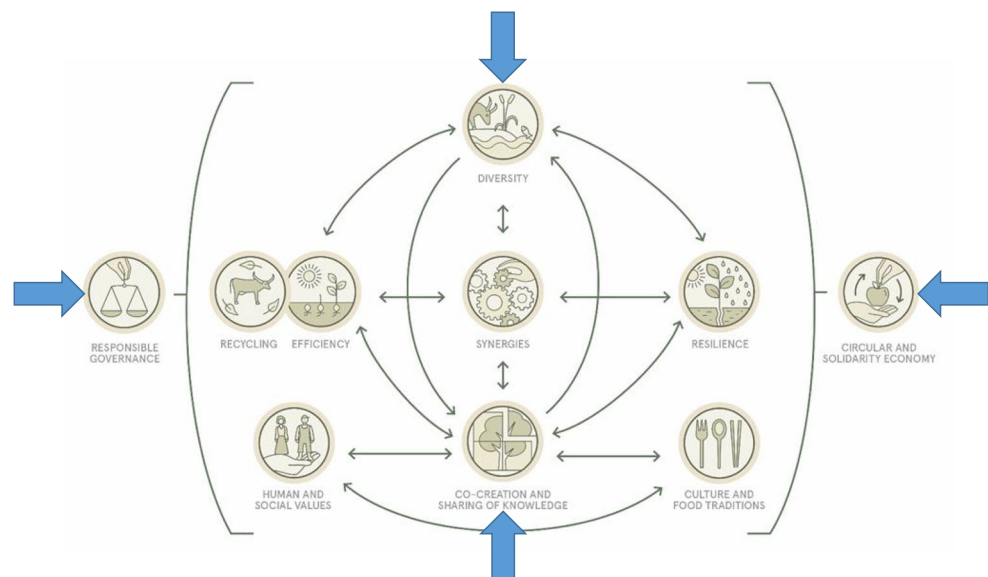 DIVERSITY
RESPONSIBLE
GOVERNANCE
RECYCLING
EFFICIENCY
SYNERGIES
RESILIENCE
CIRCULAR AND
SOLIDARITY ECONOMY
HUMAN AND
SOCIAL VALUES
CO-CREATION AND
SHARING OF KNOWLEDGE
CULTURE AND
FOOD TRADITIONS